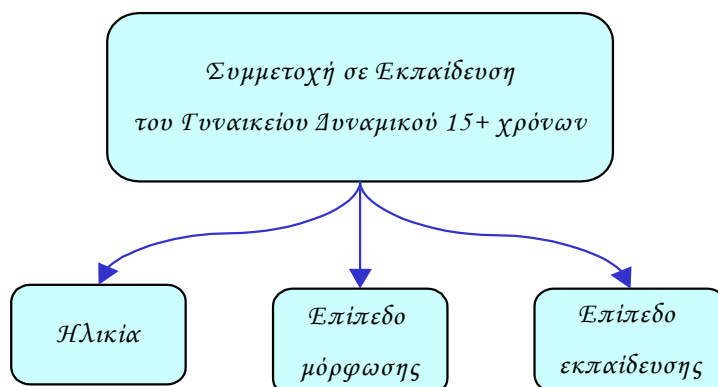 Συμμετοχή σε Εκπαίδευση
του Γυναικείου Δυναμικού 15+ χρόνων
Ηλικία
Επίπεδο
μόρφωσης
Επίπεδο
εκπαίδευσης